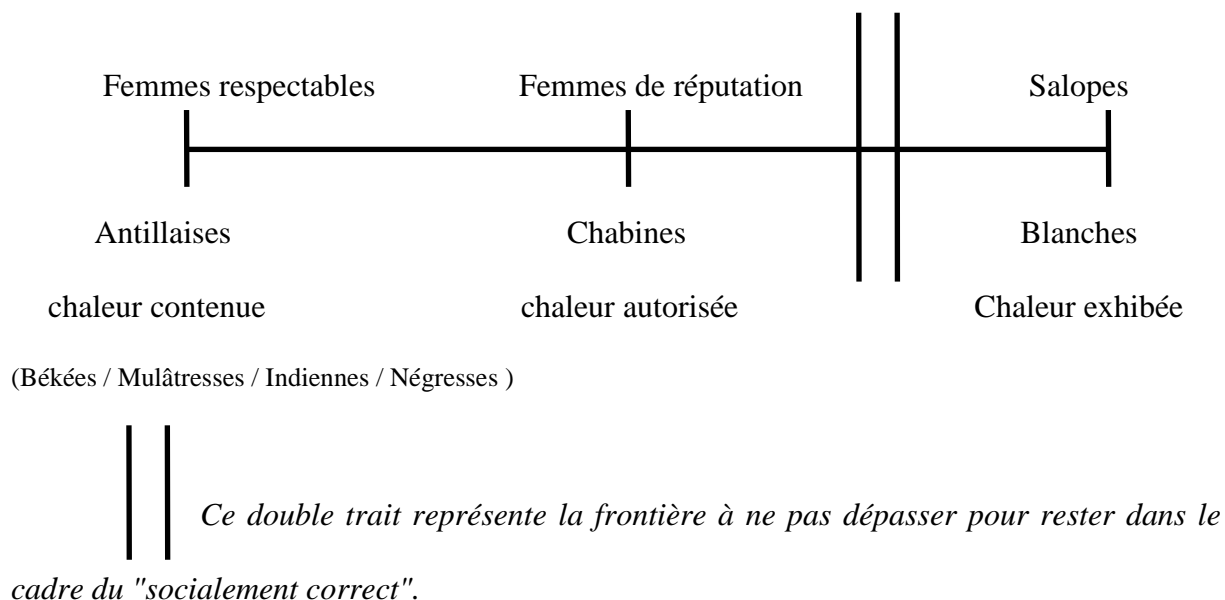 Femmes respectables Femmes de réputation Salopes
Antillaises Chabines Blanches
chaleur contenue chaleur autorisée Chaleur exhibée
(Békées / Mulâtresses / Indiennes / Négresses )
Ce double trait représente la frontière à ne pas dépasser pour rester dans le
cadre du "socialement correct".